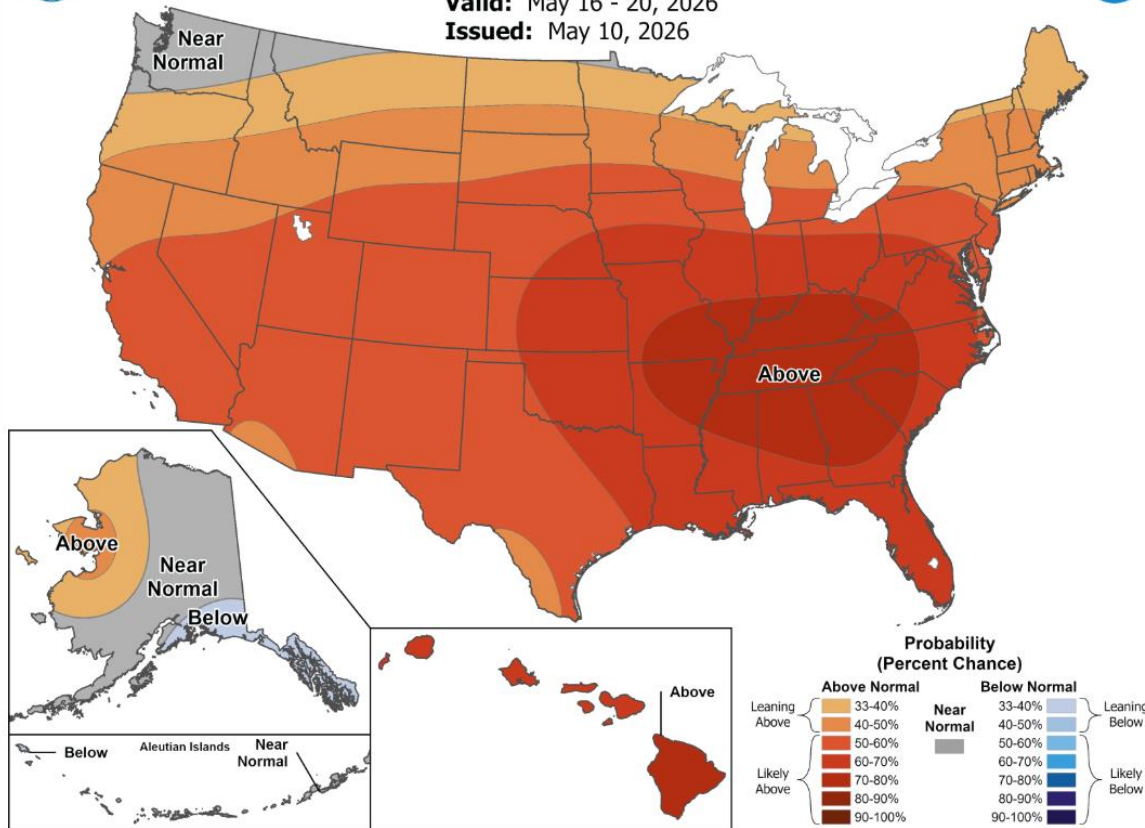 Valid: May 16 - 20, 2026
Issued: May 10, 2026
Near
Normal
Above
Above
Near
Normal
Below
Below
Aleutian Islands
Near
Normal
Above
Probability
(Percent Chance)
Above Normal
Below Normal
Leaning
Above
33-40%
40-50%
Likely
Above
50-60%
60-70%
70-80%
80-90%
90-100%
Near
Normal
33-40%
40-50%
Leaning
Below
50-60%
60-70%
70-80%
80-90%
90-100%
Likely
Below